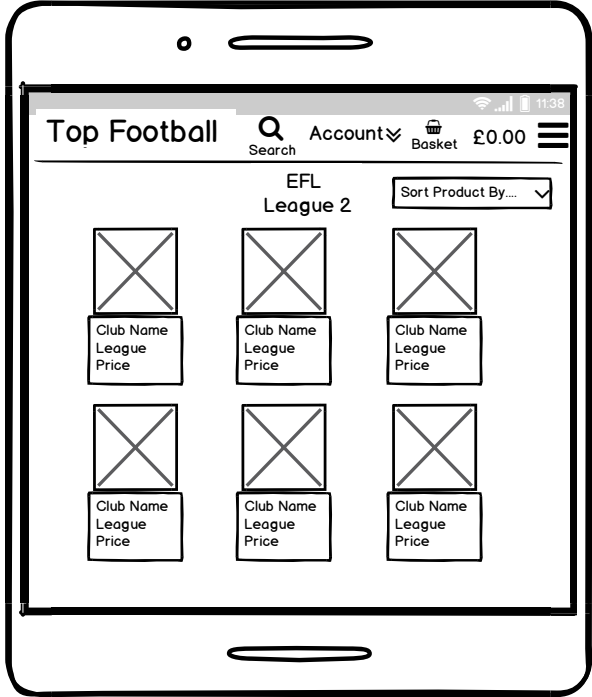 11:38
Top Football
Search
Account
Basket
£0.00
EFL
League 2
Sort Product By....
Club Name
League
Price
Club Name
League
Price
Club Name
League
Price
Club Name
League
Price
Club Name
League
Price
Club Name
League
Price